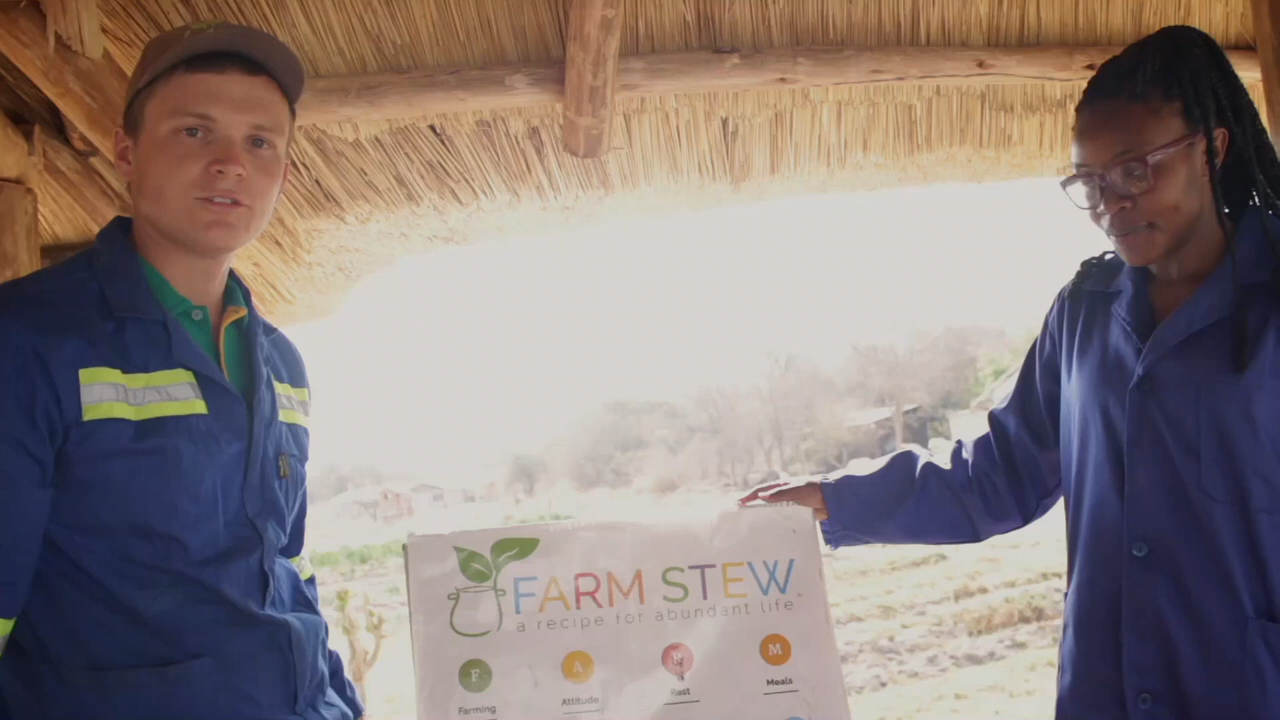 FARM STEW
a recipe for abundant life
F A R M
Farming Attitude Rest Meals